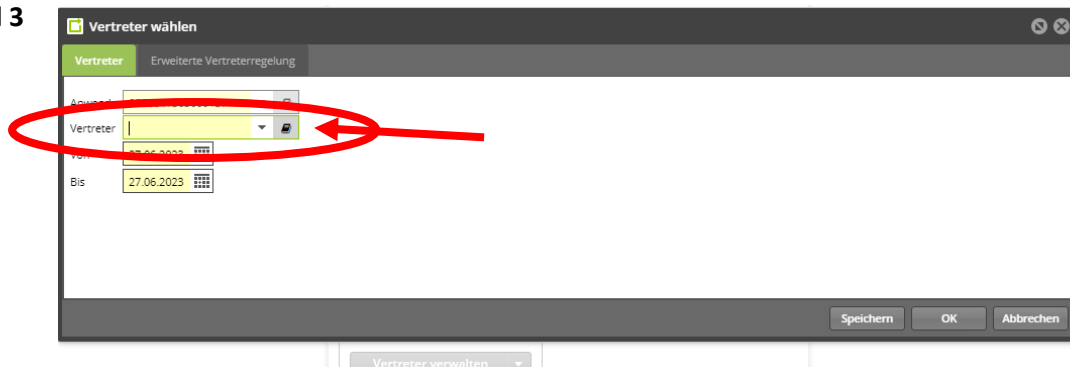 3
Vertreter wählen
Vertreter Erweiterte Vertreterregelung
Vertreter
27.06.2023
Bis 27.06.2023
Speichern OK Abbrechen
Vertreter verwalten